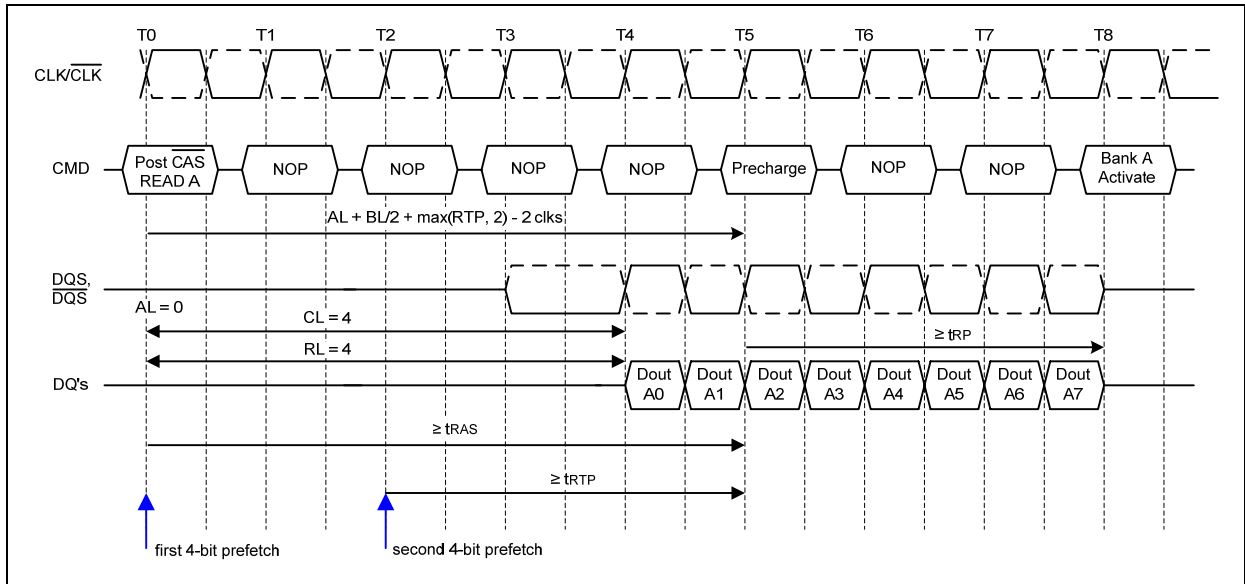 T0 T1 T2 T3 T4 T5 T6 T7 T8
CLK/CLK
CMD
Post CAS
READ A
NOP
NOP
NOP
NOP
Precharge
NOP
NOP
Bank A
Activate
AL + BL/2 + max(RTP, 2) - 2 clks
DQS,
DQS
AL = 0
CL = 4
RL = 4
≥ tRP
DQ's
Dout
A0
Dout
A1
Dout
A2
Dout
A3
Dout
A4
Dout
A5
Dout
A6
Dout
A7
≥ tRAS
≥ tRTP
first 4-bit prefetch
second 4-bit prefetch